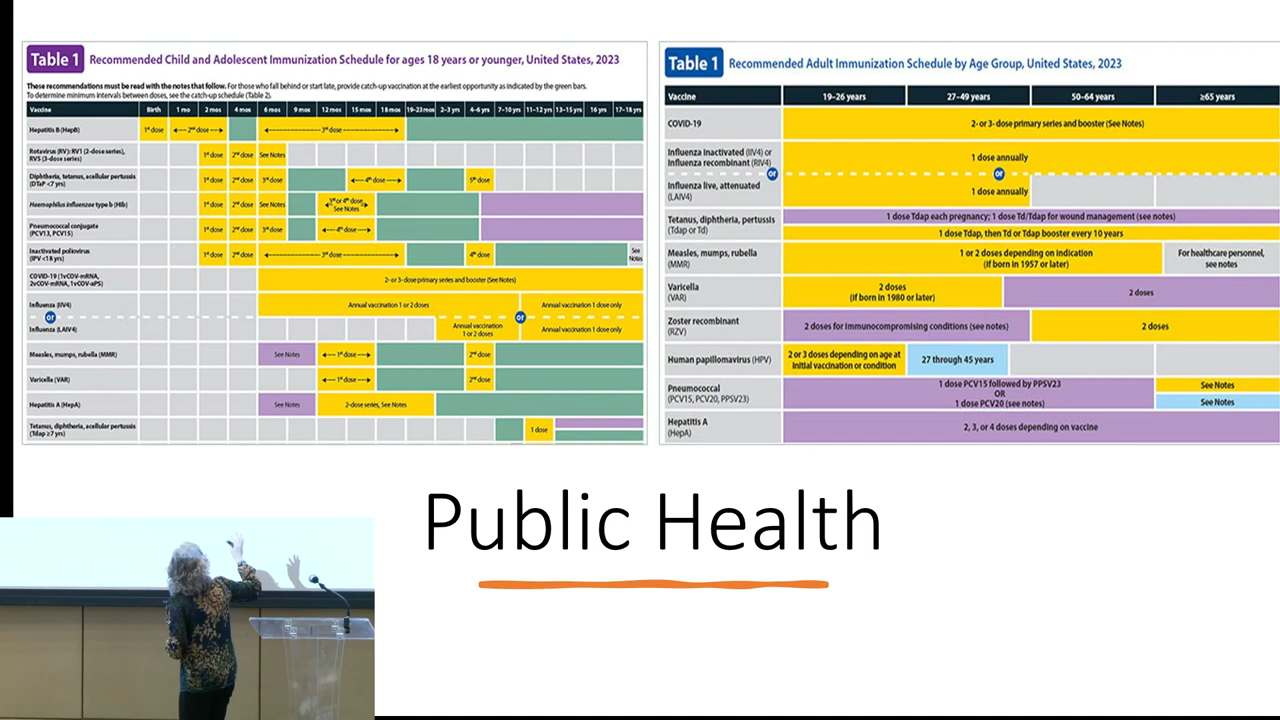 Table 1 Recommended Child and Adolescent Immunization Schedule for ages 18 years or younger, United States, 2023
These recommendations must be read with the notes that follow. For those who fall behind or start late, provide catch-up vaccination at the earliest opportunity as indicated by the green bars.
To determine minimum intervals between doses, see the catch-up schedule (Table 2).
Vaccine Birth 1 mo 2 mos 4 mos 6 mos 9 mos 12 mos 15 mos 18 mos 19–23 mos 2–3 yrs 4–6 yrs 7–10 yrs 11–12 yrs 13–15 yrs 16 yrs 17–18 yrs
Hepatitis B (HepB) 1st dose 2nd dose 3rd dose
Rotavirus (RV): RV1 (2-dose series),
RV5 (3-dose series) 1st dose 2nd dose See Notes
Diphtheria, tetanus, acellular pertussis
(DTaP <7 yrs) 1st dose 2nd dose 3rd dose 4th dose 5th dose
Haemophilus influenzae type b (Hib) 1st dose 2nd dose See Notes 3rd or 4th dose,
See Notes
Pneumococcal conjugate
(PCV13, PCV15) 1st dose 2nd dose 3rd dose 4th dose
Inactivated poliovirus
(IPV <18 yrs) 1st dose 2nd dose 3rd dose 4th dose See
Notes
COVID-19 (1vCOV-mRNA,
2vCOV-mRNA, 1vCOV-aPS) 2- or 3- dose primary series and booster (See Notes)
Influenza (IIV4) Annual vaccination 1 or 2 doses Annual vaccination 1 dose only
or or
Influenza (LAIV4) Annual vaccination
1 or 2 doses Annual vaccination 1 dose only
Measles, mumps, rubella (MMR) See Notes 1st dose 2nd dose
Varicella (VAR) 1st dose 2nd dose
Hepatitis A (HepA) See Notes 2-dose series, See Notes
Tetanus, diphtheria, acellular pertussis
(Tdap ≥7 yrs) 1 dose
Table 1 Recommended Adult Immunization Schedule by Age Group, United States, 2023
Vaccine 19–26 years 27–49 years 50–64 years ≥65 years
COVID-19 2- or 3- dose primary series and booster (See Notes)
Influenza inactivated (IIV4) or
Influenza recombinant (RIV4) 1 dose annually
or or
Influenza live, attenuated
(LAIV4) 1 dose annually
Tetanus, diphtheria, pertussis
(Tdap or Td) 1 dose Tdap each pregnancy; 1 dose Td/Tdap for wound management (see notes)
1 dose Tdap, then Td or Tdap booster every 10 years
Measles, mumps, rubella
(MMR) 1 or 2 doses depending on indication
(if born in 1957 or later) For healthcare personnel,
see notes
Varicella
(VAR) 2 doses
(if born in 1980 or later) 2 doses
Zoster recombinant
(RZV) 2 doses for immunocompromising conditions (see notes) 2 doses
Human papillomavirus (HPV) 2 or 3 doses depending on age at
initial vaccination or condition 27 through 45 years
Pneumococcal
(PCV15, PCV20, PPSV23) 1 dose PCV15 followed by PPSV23
OR
1 dose PCV20 (see notes) See Notes
See Notes
Hepatitis A
(HepA) 2, 3, or 4 doses depending on vaccine
Public Health